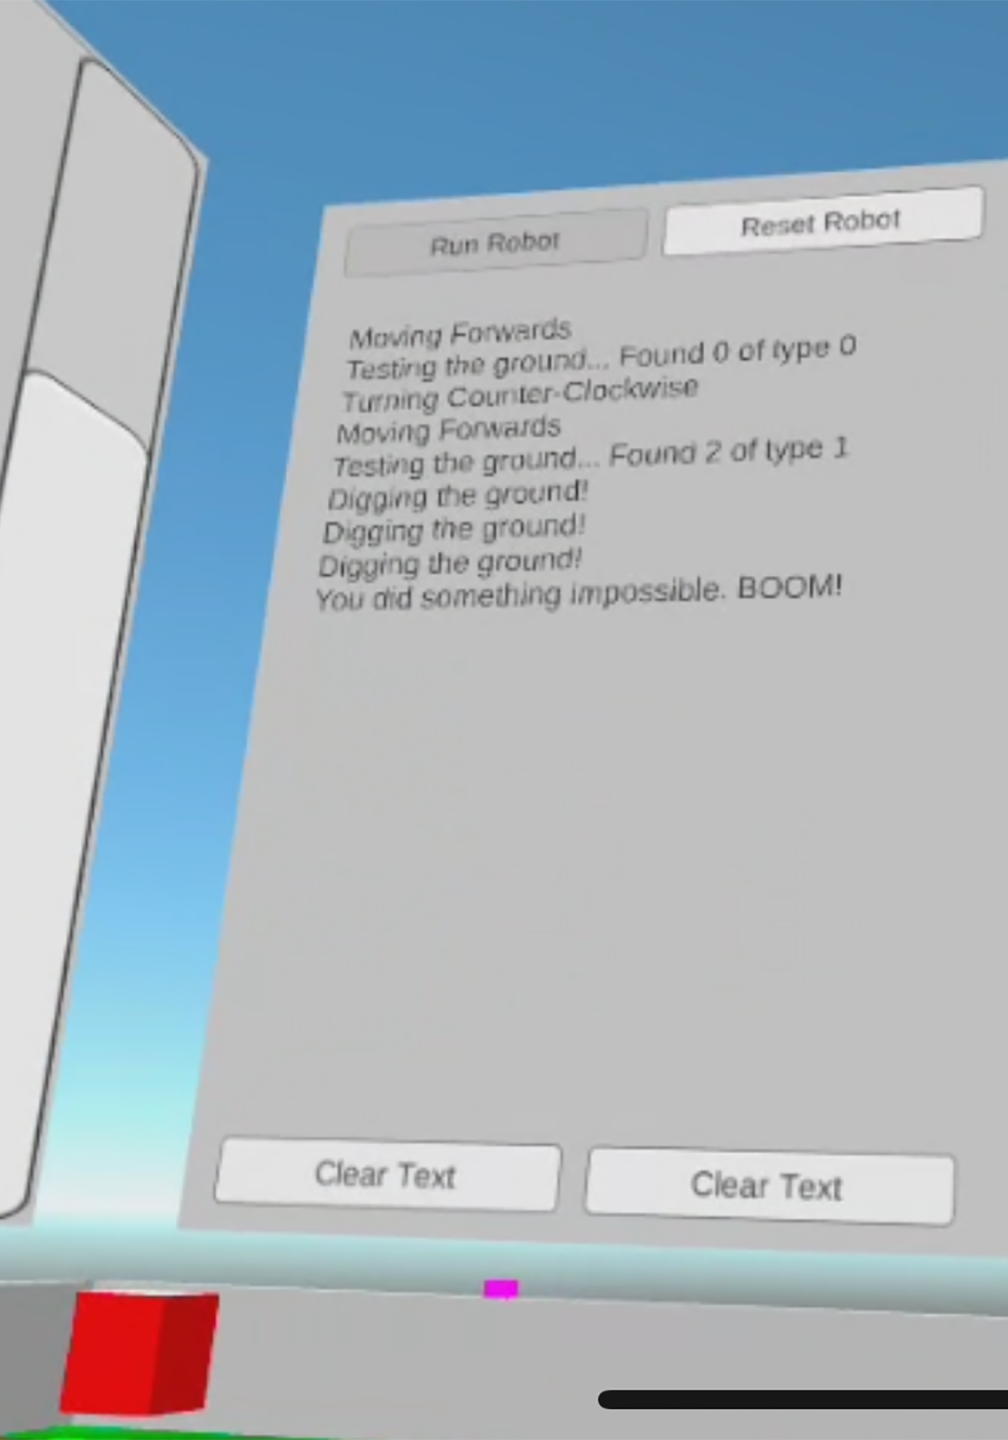 Run Robot
Reset Robot
Moving Forwards
Testing the ground... Found 0 of type 0
Turning Counter-Clockwise
Moving Forwards
Testing the ground... Found 2 of type 1
Digging the ground!
Digging the ground!
Digging the ground!
You did something impossible. BOOM!
Clear Text
Clear Text